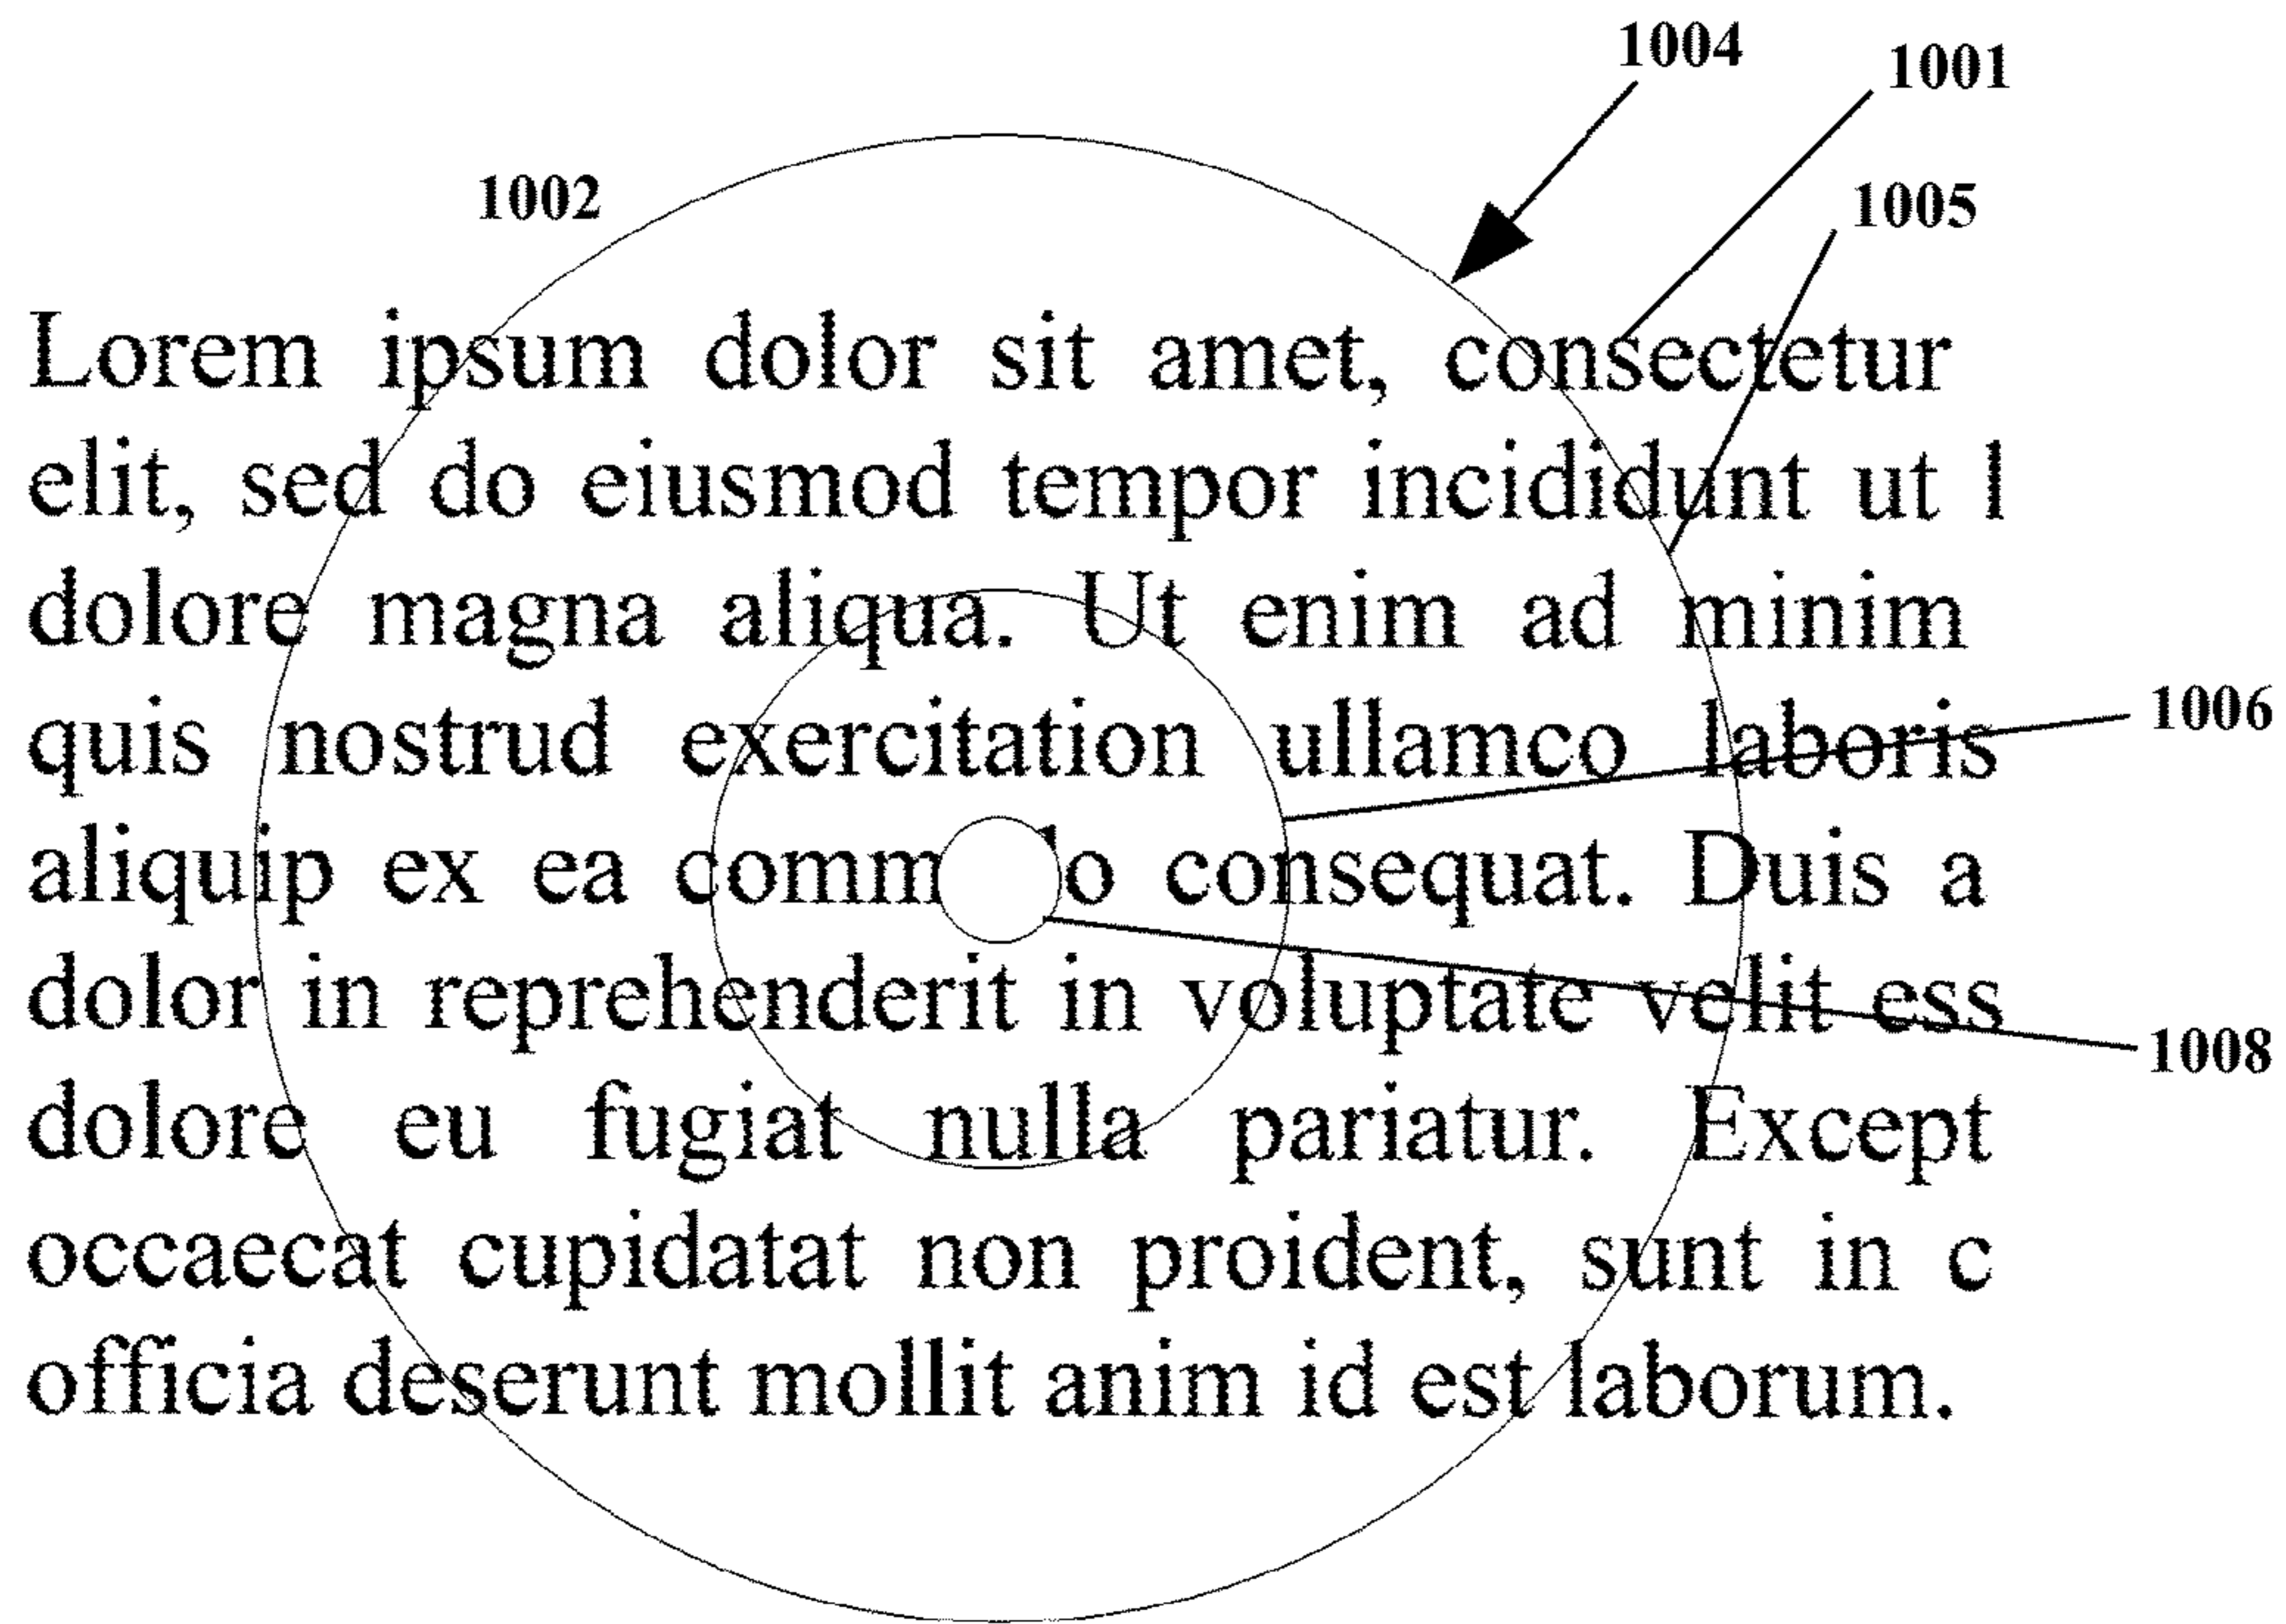 1004
1001
1002
1005
Lorem ipsum dolor sit amet, consectetur
elit, sed do eiusmod tempor incididunt ut l
dolore magna aliqua. Ut enim ad minim
quis nostrud exercitation ullamco laboris
1006
aliquip ex ea comm lo consequat. Duis a
dolor in reprehenderit in voluptate velit ess
1008
dolore eu fugiat nulla pariatur. Except
occaecat cupidatat non proident, sunt in c
officia deserunt mollit anim id est laborum.